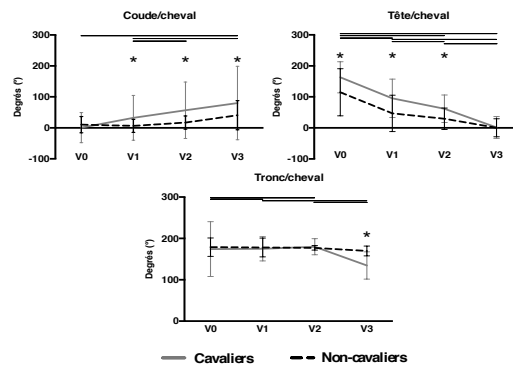 Coude/cheval
Tête/cheval
Degrés (°)
300
200
100
0
-100
* * *
V0 V1 V2 V3
Degrés (°)
300
200
100
0
-100
* * *
V0 V1 V2 V3
Tronc/cheval
Degrés (°)
300
200
100
0
*
V0 V1 V2 V3
Cavaliers Non-cavaliers